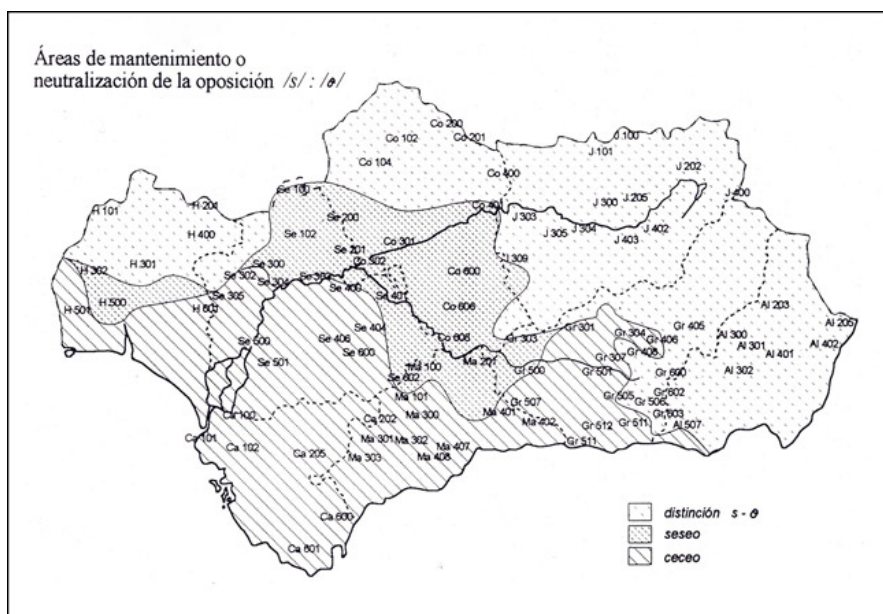 Áreas de mantenimiento o
neutralización de la oposición /s/ : /θ/
Co 200
J 100
Co 102
Co 201
J 101
Co 104
J 202
Co 400
Se 100
J 400
H 101
H 204
Co 401
J 300
J 205
Se 200
J 303
J 304
J 402
H 400
Se 102
J 305
J 403
Co 301
Se 201
H 302
H 301
Se 300
Co 302
J 309
Se 302
Se 304
Co 600
Se 400
H 500
Se 305
Se 401
Al 203
H 501
H 601
Co 606
Se 404
Gr 301
Gr 304
Gr 405
Al 205
Se 500
Se 406
Co 608
Gr 303
Gr 406
Al 300
Al 301
Al 402
Se 600
Gr 408
Al 401
Se 501
Ma 100
Ma 201
Gr 307
Se 602
Gr 500
Gr 501
Gr 600
Al 302
Ma 101
Gr 507
Gr 505
Gr 602
Gr 506
Ca 100
Ca 202
Ma 300
Ma 401
Gr 603
Ma 402
Gr 512
Gr 511
Al 507
Ca 101
Ca 102
Ma 301
Ma 302
Ma 407
Gr 511
Ca 205
Ma 303
Ma 408
Ca 600
Ca 601
distinción s - θ
seseo
ceceo